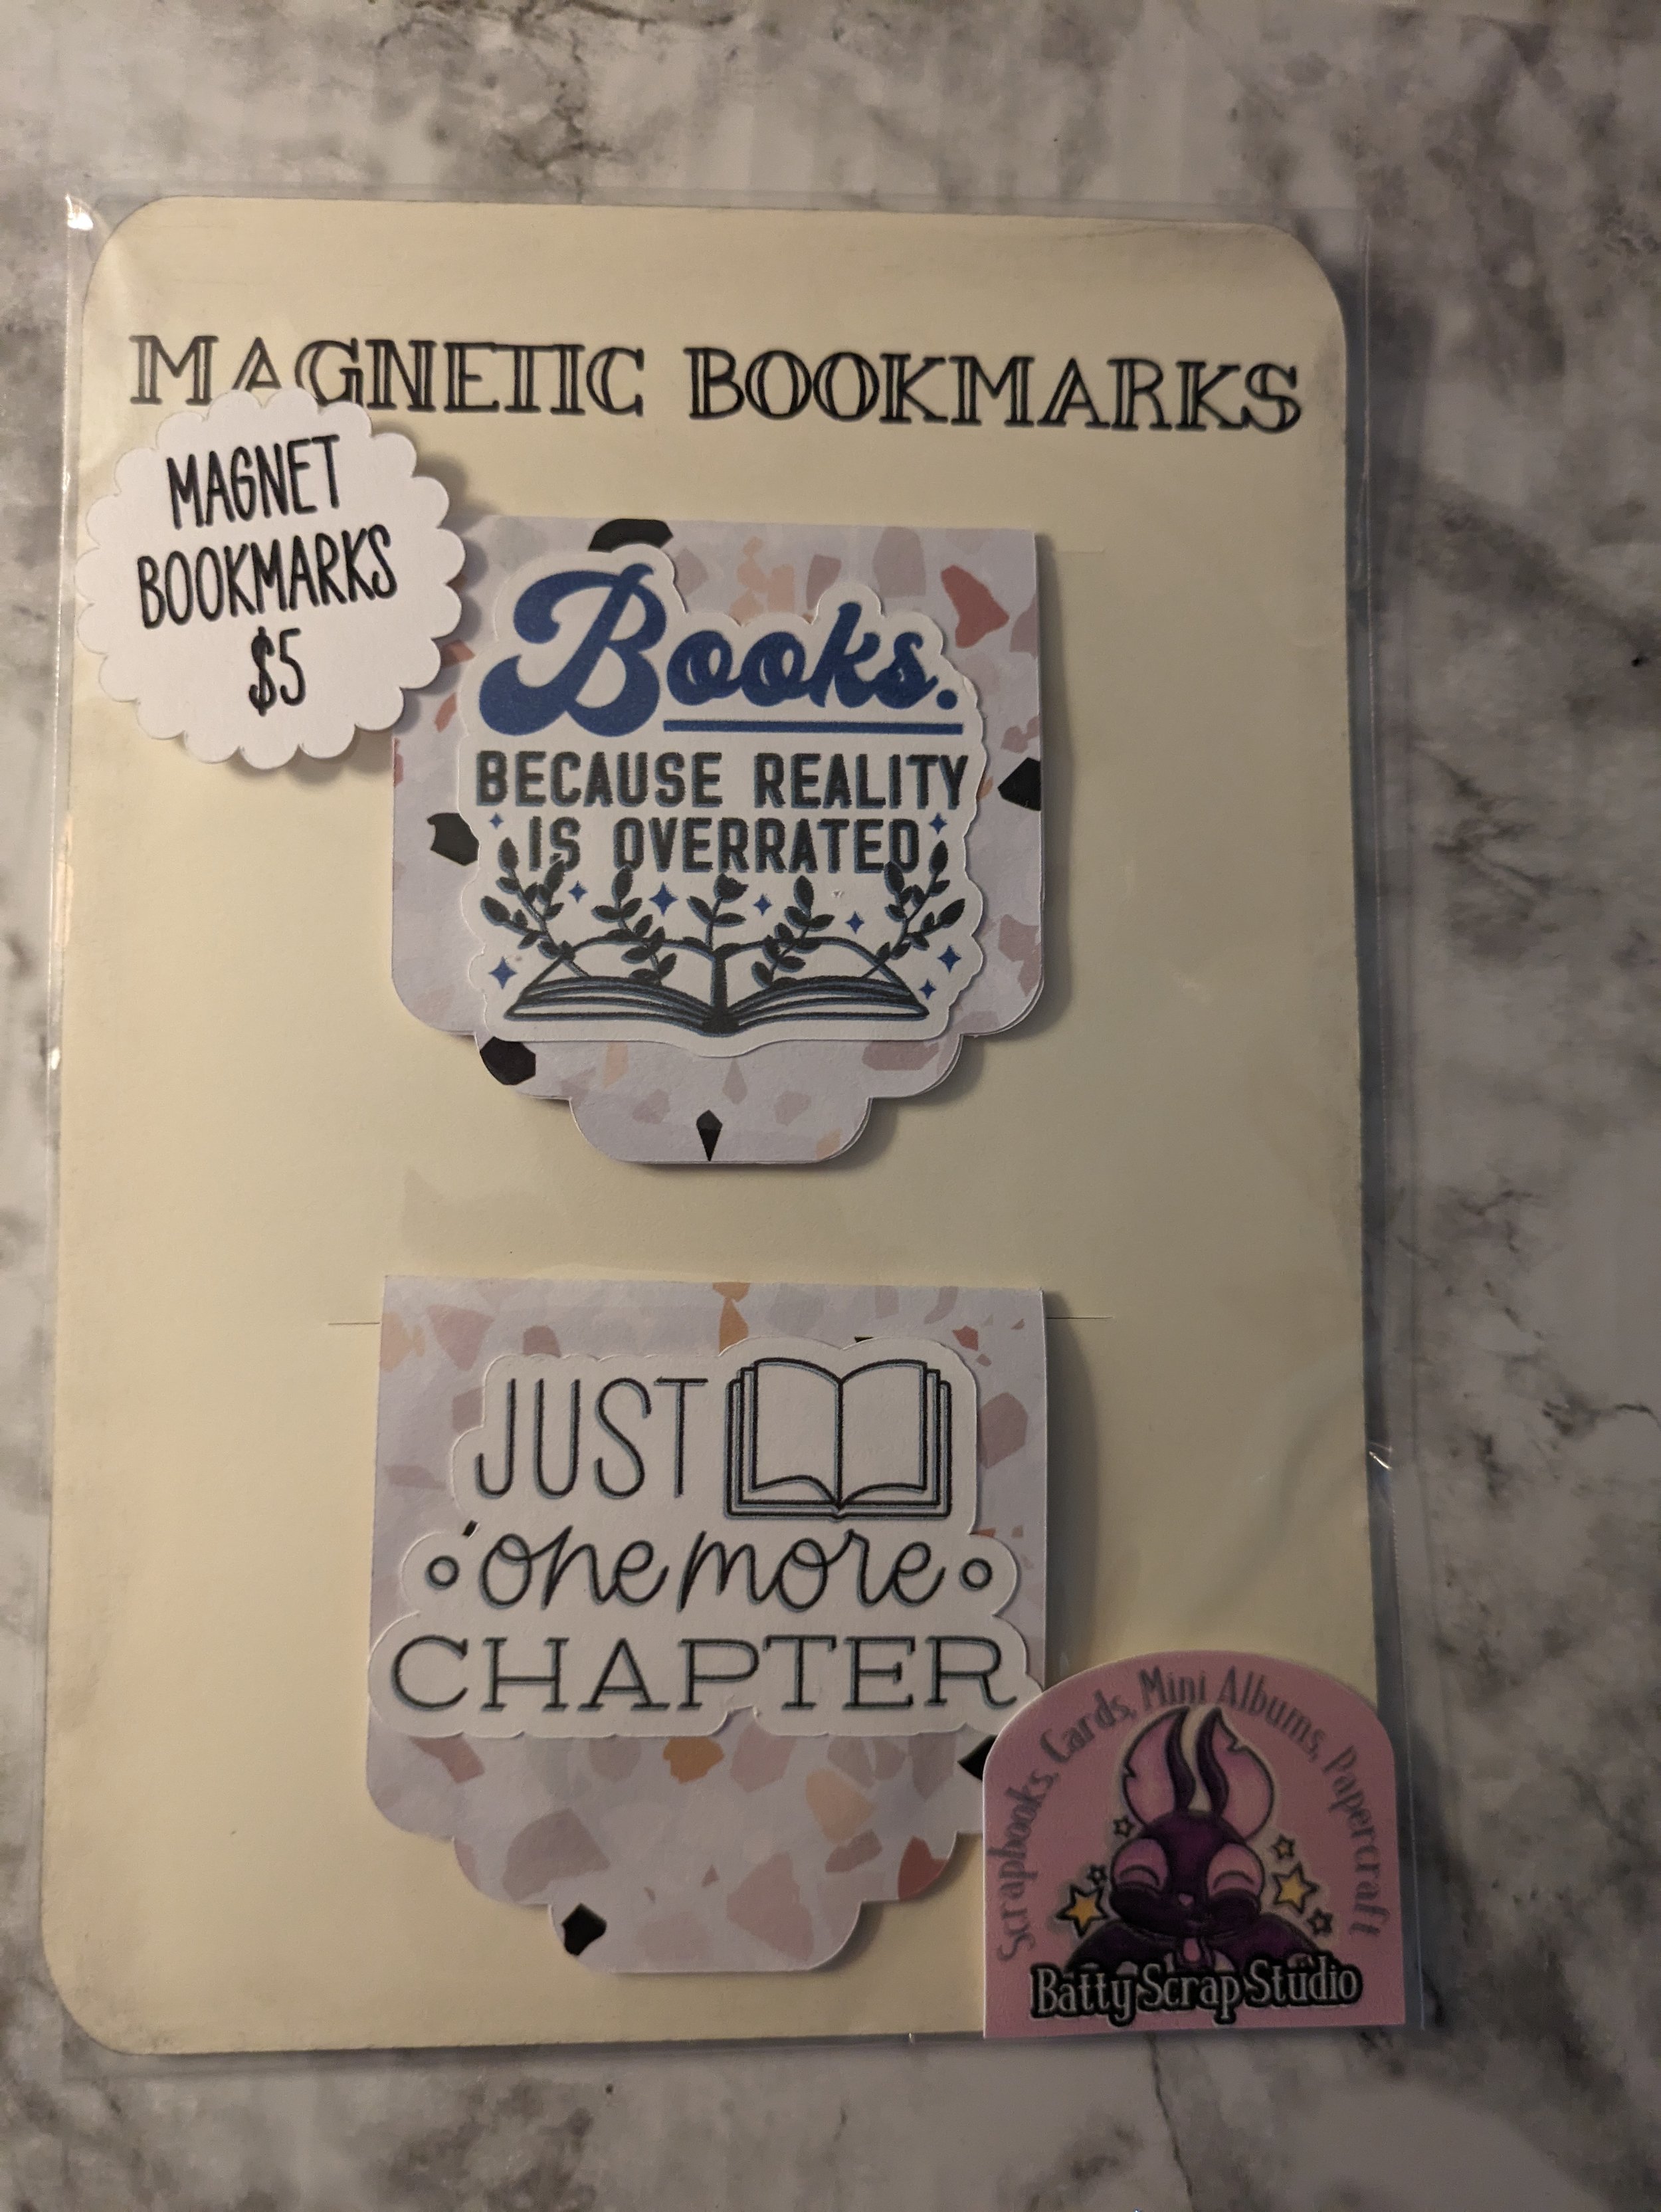 MAGNETIC BOOKMARKS
MAGNET
BOOKMARKS
$5
Books.
BECAUSE REALITY
IS OVERRATED
JUST
one more
CHAPTER
Scrapbooks, Cards, Mini Albums, Papercraft
Batty Scrap Studio